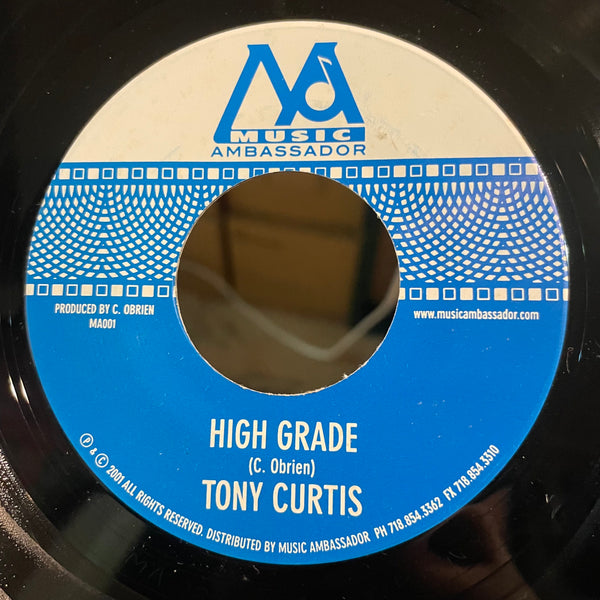 MA
MUSIC
AMBASSADOR
PRODUCED BY C. OBRIEN
MA001
www.musicambassador.com
HIGH GRADE
(C. Obrien)
TONY CURTIS
℗ & © 2001 ALL RIGHTS RESERVED. DISTRIBUTED BY MUSIC AMBASSADOR PH 718.854.3362 FX 718.854.3310